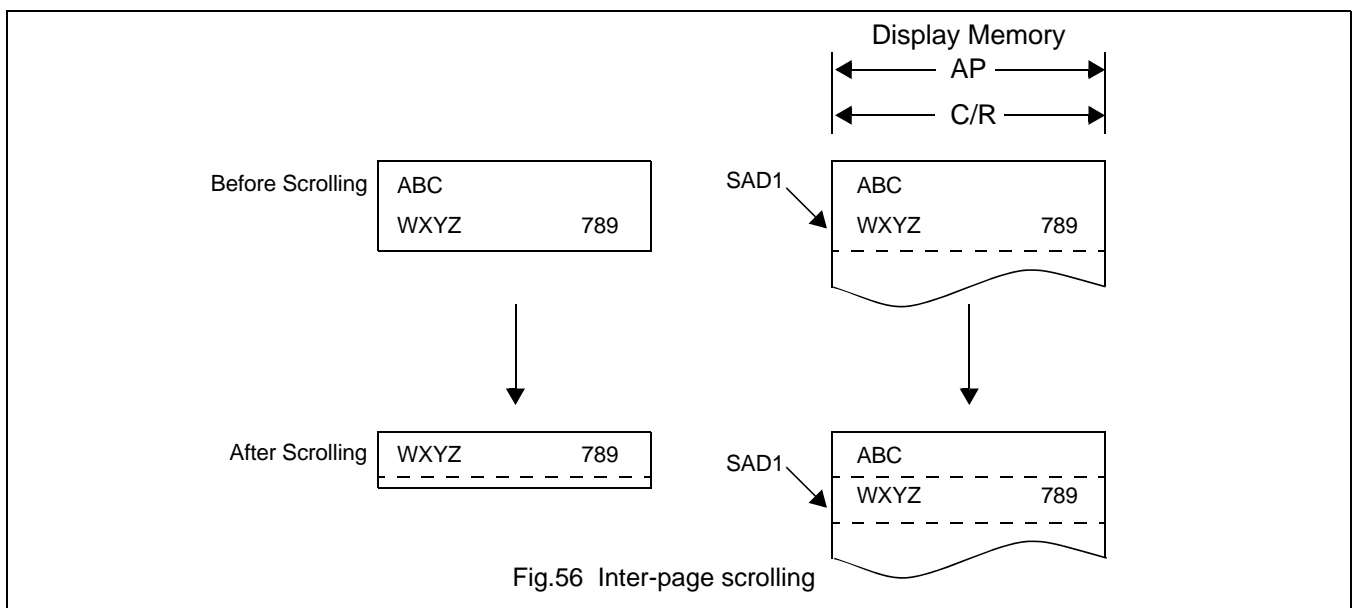 Display Memory
AP
C/R
Before Scrolling
ABC
WXYZ 789
SAD1
ABC
WXYZ 789
After Scrolling
WXYZ 789
SAD1
ABC
WXYZ 789
Fig.56 Inter-page scrolling